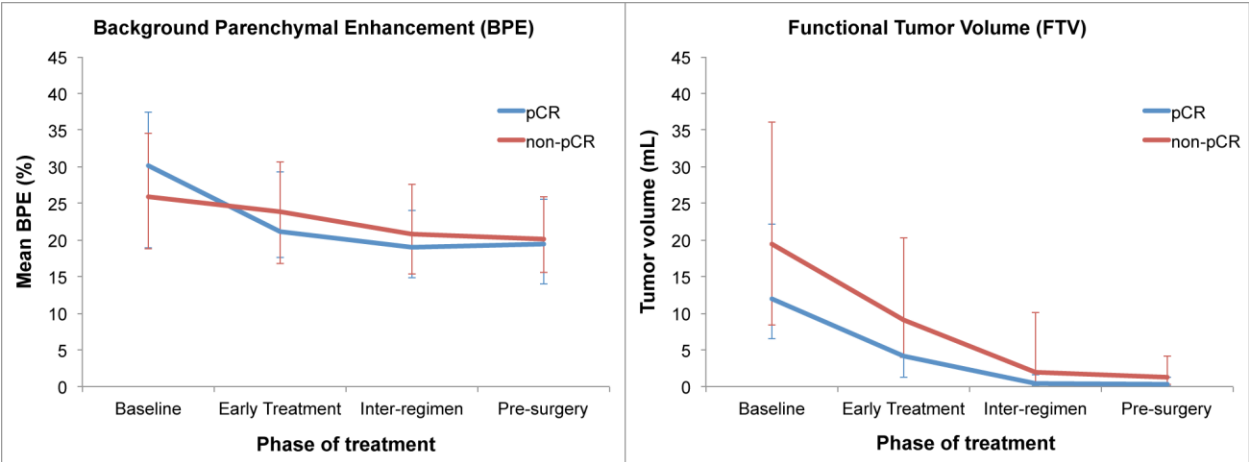 Background Parenchymal Enhancement (BPE)
45
40
35
30
25
20
15
10
5
0
Mean BPE (%)
pCR
non-pCR
Baseline Early Treatment Inter-regimen Pre-surgery
Phase of treatment
Functional Tumor Volume (FTV)
45
40
35
30
25
20
15
10
5
0
Tumor volume (mL)
pCR
non-pCR
Baseline Early Treatment Inter-regimen Pre-surgery
Phase of treatment